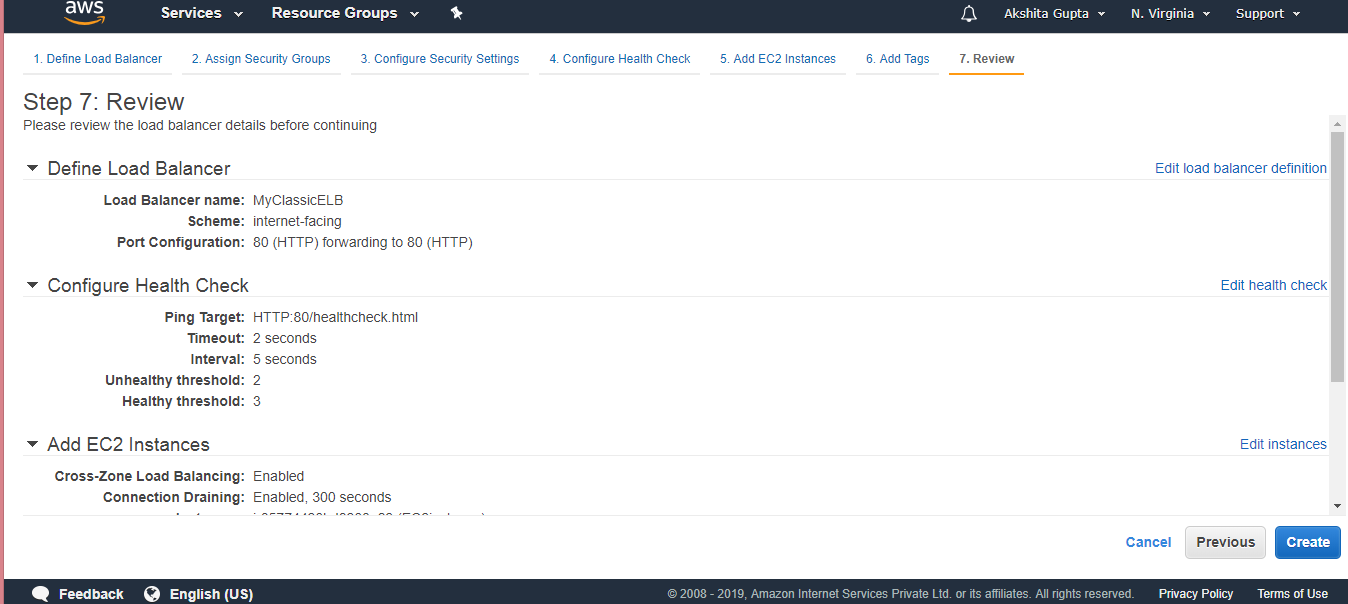 aws Services Resource Groups Akshita Gupta N. Virginia Support
1. Define Load Balancer 2. Assign Security Groups 3. Configure Security Settings 4. Configure Health Check 5. Add EC2 Instances 6. Add Tags 7. Review
Step 7: Review
Please review the load balancer details before continuing
Define Load Balancer Edit load balancer definition
Load Balancer name: MyClassicELB
Scheme: internet-facing
Port Configuration: 80 (HTTP) forwarding to 80 (HTTP)
Configure Health Check Edit health check
Ping Target: HTTP:80/healthcheck.html
Timeout: 2 seconds
Interval: 5 seconds
Unhealthy threshold: 2
Healthy threshold: 3
Add EC2 Instances Edit instances
Cross-Zone Load Balancing: Enabled
Connection Draining: Enabled, 300 seconds
Cancel Previous Create
Feedback English (US) © 2008 - 2019, Amazon Internet Services Private Ltd. or its affiliates. All rights reserved. Privacy Policy Terms of Use